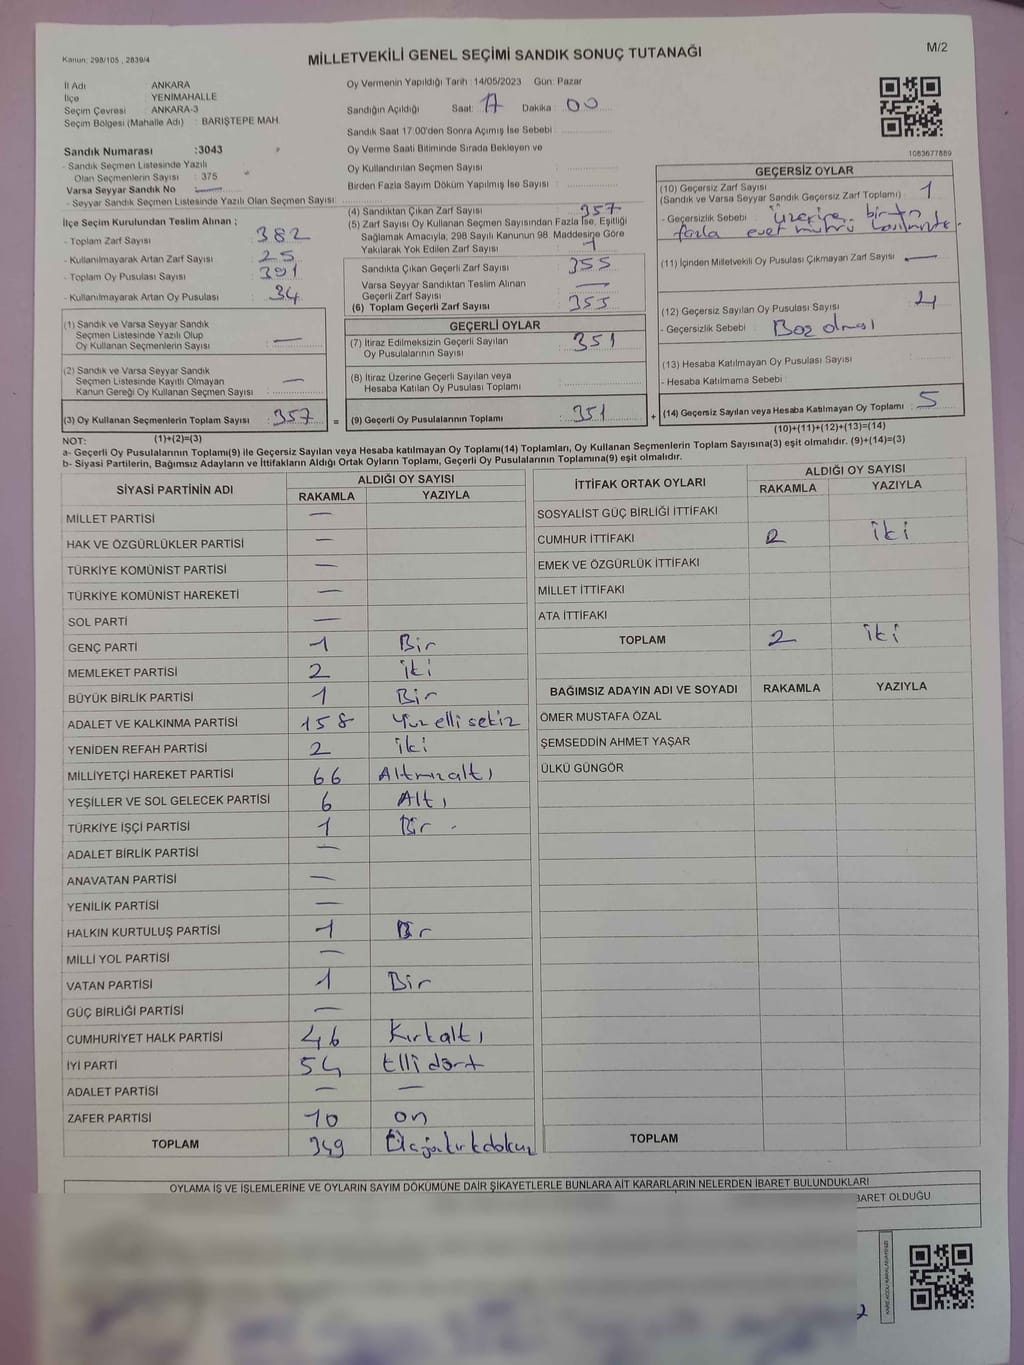 Kanun: 298/105 , 2839/4
MİLLETVEKİLİ GENEL SEÇİMİ SANDIK SONUÇ TUTANAĞI
M/2
İl Adı : ANKARA
İlçe : YENİMAHALLE
Seçim Çevresi : ANKARA-3
Seçim Bölgesi (Mahalle Adı) : BARIŞTEPE MAH.
Sandık Numarası :3043
- Sandık Seçmen Listesinde Yazılı
Olan Seçmenlerin Sayısı : 375
Varsa Seyyar Sandık No : —
- Seyyar Sandık Seçmen Listesinde Yazılı Olan Seçmen Sayısı:
Oy Vermenin Yapıldığı Tarih :14/05/2023 Gün: Pazar
Sandığın Açıldığı Saat: 17 Dakika : 00
Sandık Saat 17.00'den Sonra Açılmış İse Sebebi :
Oy Verme Saati Bitiminde Sırada Bekleyen ve
Oy Kullandırılan Seçmen Sayısı :
Birden Fazla Sayım Döküm Yapılmış İse Sayısı :
1083677889
İlçe Seçim Kurulundan Teslim Alınan ;
- Toplam Zarf Sayısı : 382
- Kullanılmayarak Artan Zarf Sayısı : 25
- Toplam Oy Pusulası Sayısı : 391
- Kullanılmayarak Artan Oy Pusulası : 34
(1) Sandık ve Varsa Seyyar Sandık
Seçmen Listesinde Yazılı Olup
Oy Kullanan Seçmenlerin Sayısı : —
(2) Sandık ve Varsa Seyyar Sandık
Seçmen Listesinde Kayıtlı Olmayan
Kanun Gereği Oy Kullanan Seçmen Sayısı : —
(3) Oy Kullanan Seçmenlerin Toplam Sayısı : 357
(1)+(2)=(3)
(4) Sandıktan Çıkan Zarf Sayısı : 357
(5) Zarf Sayısı Oy Kullanan Seçmen Sayısından Fazla İse, Eşitliği
Sağlamak Amacıyla, 298 Sayılı Kanunun 98. Maddesine Göre
Yakılarak Yok Edilen Zarf Sayısı : 1
Sandıkta Çıkan Geçerli Zarf Sayısı : 355
Varsa Seyyar Sandıktan Teslim Alınan
Geçerli Zarf Sayısı : —
(6) Toplam Geçerli Zarf Sayısı : 355
GEÇERLİ OYLAR
(7) İtiraz Edilmeksizin Geçerli Sayılan
Oy Pusulalarının Sayısı : 351
(8) İtiraz Üzerine Geçerli Sayılan veya
Hesaba Katılan Oy Pusulası Toplamı :
= (9) Geçerli Oy Pusulalarının Toplamı : 351
GEÇERSİZ OYLAR
(10) Geçersiz Zarf Sayısı
(Sandık ve Varsa Seyyar Sandık Geçersiz Zarf Toplamı) : 1
- Geçersizlik Sebebi : üzerine birden
fazla evet mührü
(11) İçinden Milletvekili Oy Pusulası Çıkmayan Zarf Sayısı : —
(12) Geçersiz Sayılan Oy Pusulası Sayısı : 4
- Geçersizlik Sebebi : Boş olması
(13) Hesaba Katılmayan Oy Pusulası Sayısı :
- Hesaba Katılmama Sebebi :
+ (14) Geçersiz Sayılan veya Hesaba Katılmayan Oy Toplamı : 5
(10)+(11)+(12)+(13)=(14)
NOT:
a- Geçerli Oy Pusulalarının Toplamı(9) ile Geçersiz Sayılan veya Hesaba katılmayan Oy Toplamı(14) Toplamları, Oy Kullanan Seçmenlerin Toplam Sayısına(3) eşit olmalıdır. (9)+(14)=(3)
b- Siyasi Partilerin, Bağımsız Adayların ve İttifakların Aldığı Ortak Oyların Toplamı, Geçerli Oy Pusulalarının Toplamına(9) eşit olmalıdır.
SİYASİ PARTİNİN ADI ALDIĞI OY SAYISI
RAKAMLA YAZIYLA
MİLLET PARTİSİ —
HAK VE ÖZGÜRLÜKLER PARTİSİ —
TÜRKİYE KOMÜNİST PARTİSİ —
TÜRKİYE KOMÜNİST HAREKETİ —
SOL PARTİ —
GENÇ PARTİ 1 Bir
MEMLEKET PARTİSİ 2 iki
BÜYÜK BİRLİK PARTİSİ 1 Bir
ADALET VE KALKINMA PARTİSİ 158 Yüz elli sekiz
YENİDEN REFAH PARTİSİ 2 iki
MİLLİYETÇİ HAREKET PARTİSİ 66 Altmışaltı
YEŞİLLER VE SOL GELECEK PARTİSİ 6 Altı
TÜRKİYE İŞÇİ PARTİSİ 1 Bir
ADALET BİRLİK PARTİSİ —
ANAVATAN PARTİSİ —
YENİLİK PARTİSİ —
HALKIN KURTULUŞ PARTİSİ 1 Bir
MİLLİ YOL PARTİSİ —
VATAN PARTİSİ 1 Bir
GÜÇ BİRLİĞİ PARTİSİ —
CUMHURİYET HALK PARTİSİ 46 Kırkaltı
İYİ PARTİ 54 Elli dört
ADALET PARTİSİ — —
ZAFER PARTİSİ 10 on
TOPLAM 349 Üçyüzkırkdokuz
İTTİFAK ORTAK OYLARI ALDIĞI OY SAYISI
RAKAMLA YAZIYLA
SOSYALİST GÜÇ BİRLİĞİ İTTİFAKI
CUMHUR İTTİFAKI 2 iki
EMEK VE ÖZGÜRLÜK İTTİFAKI
MİLLET İTTİFAKI
ATA İTTİFAKI
TOPLAM 2 iki
BAĞIMSIZ ADAYIN ADI VE SOYADI RAKAMLA YAZIYLA
ÖMER MUSTAFA ÖZAL
ŞEMSEDDİN AHMET YAŞAR
ÜLKÜ GÜNGÖR
TOPLAM
OYLAMA İŞ VE İŞLEMLERİNE VE OYLARIN SAYIM DÖKÜMÜNE DAİR ŞİKAYETLERLE BUNLARA AİT KARARLARIN NELERDEN İBARET BULUNDUKLARI
İBARET OLDUĞU